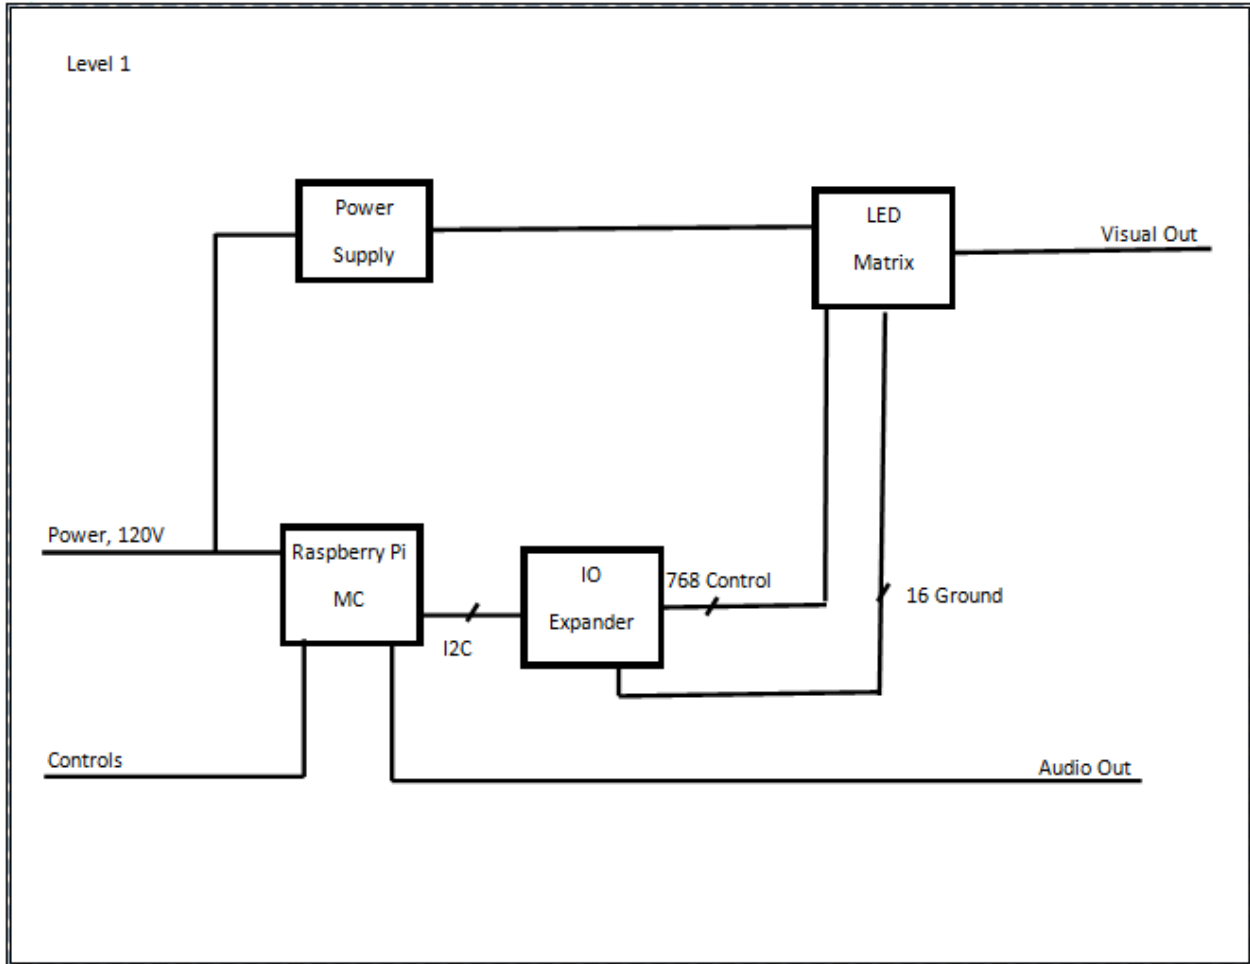 Level 1
Power
Supply
LED
Matrix
Visual Out
Power, 120V
Raspberry Pi
MC
I2C
IO
Expander
768 Control
16 Ground
Controls
Audio Out